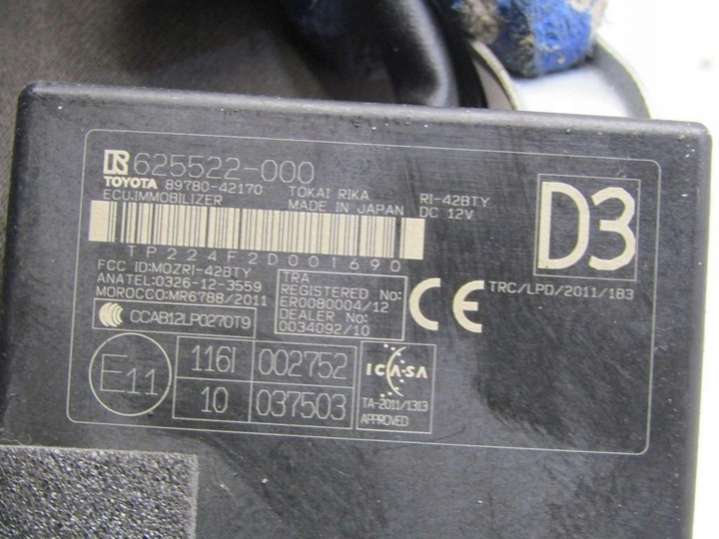 625522-000
TOYOTA 89780-42170 TOKAI RIKA RI-42BTY
ECU.IMMOBILIZER MADE IN JAPAN DC 12V
D3
TP224F2D001690
FCC ID:MOZRI-42BTY
ANATEL:0326-12-3559
MOROCCO:MR6788/2011
TRA
REGISTERED No:
ER0080004/12
DEALER No:
0034092/10
CE
TRC/LPD/2011/183
CCAB12LP0270T9
E11
116I 002752
10 037503
ICASA
TA-2011/1313
APPROVED